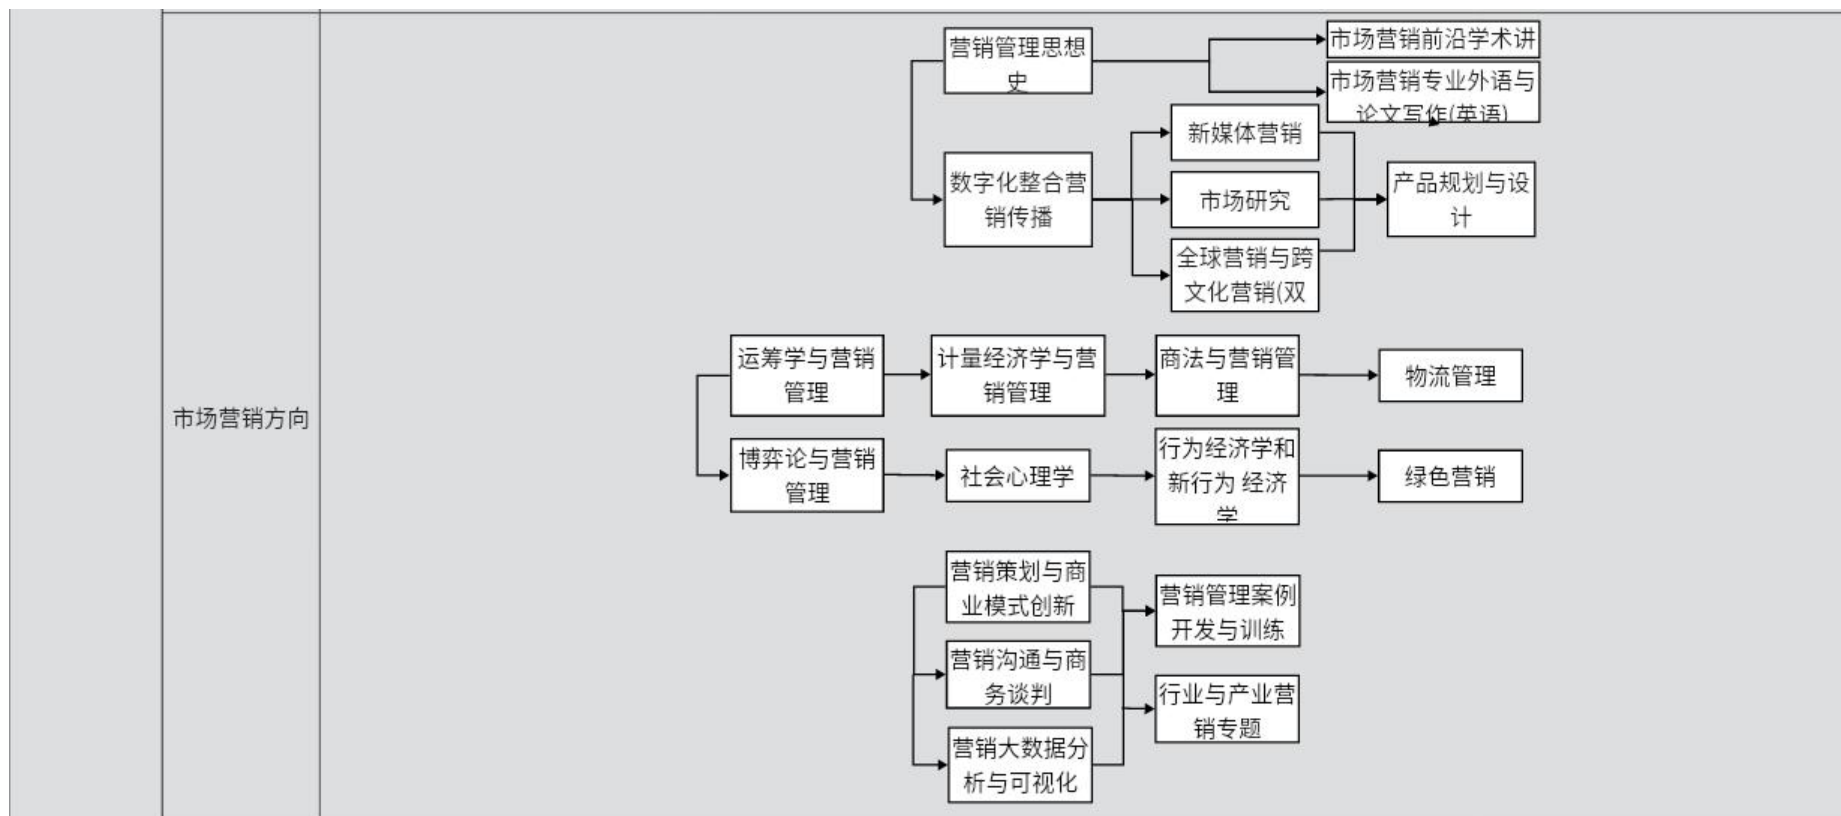 市场营销方向
营销管理思想
史
市场营销前沿学术讲
市场营销专业外语与
论文写作(英语)
数字化整合营
销传播
新媒体营销
市场研究
全球营销与跨
文化营销(双
产品规划与设
计
运筹学与营销
管理
计量经济学与营
销管理
商法与营销管
理
物流管理
博弈论与营销
管理
社会心理学
行为经济学和
新行为 经济
学
绿色营销
营销策划与商
业模式创新
营销沟通与商
务谈判
营销大数据分
析与可视化
营销管理案例
开发与训练
行业与产业营
销专题